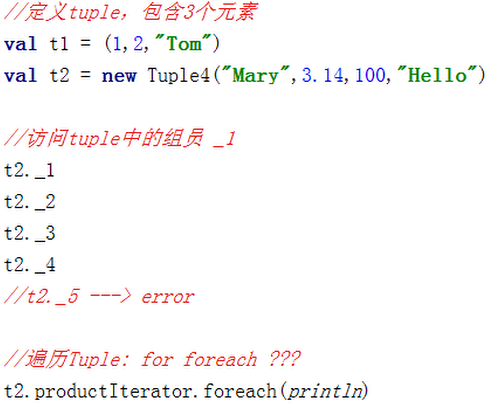 //定义tuple，包含3个元素
val t1 = (1,2,"Tom")
val t2 = new Tuple4("Mary",3.14,100,"Hello")
//访问tuple中的组员 _1
t2._1
t2._2
t2._3
t2._4
//t2._5 ---> error
//遍历Tuple: for foreach ???
t2.productIterator.foreach(println)